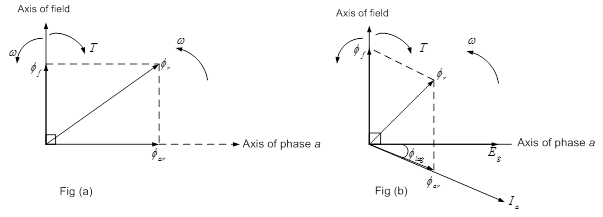 Axis of field
ω
T
ω
ϕf
ϕr
ϕar
Axis of phase a
Fig (a)
Axis of field
ω
T
ω
ϕf
ϕr
ϕlag
ϕar
Eg
Axis of phase a
Ia
Fig (b)